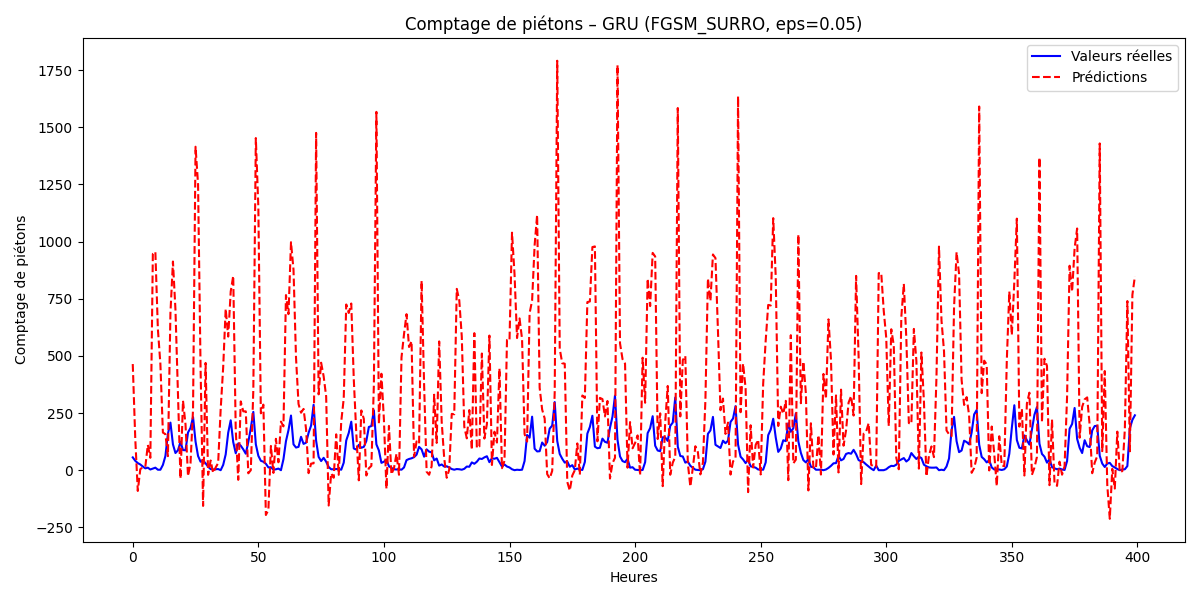 Comptage de piétons – GRU (FGSM_SURRO, eps=0.05)
Valeurs réelles
Prédictions
Comptage de piétons
1750
1500
1250
1000
750
500
250
0
−250
0 50 100 150 200 250 300 350 400
Heures